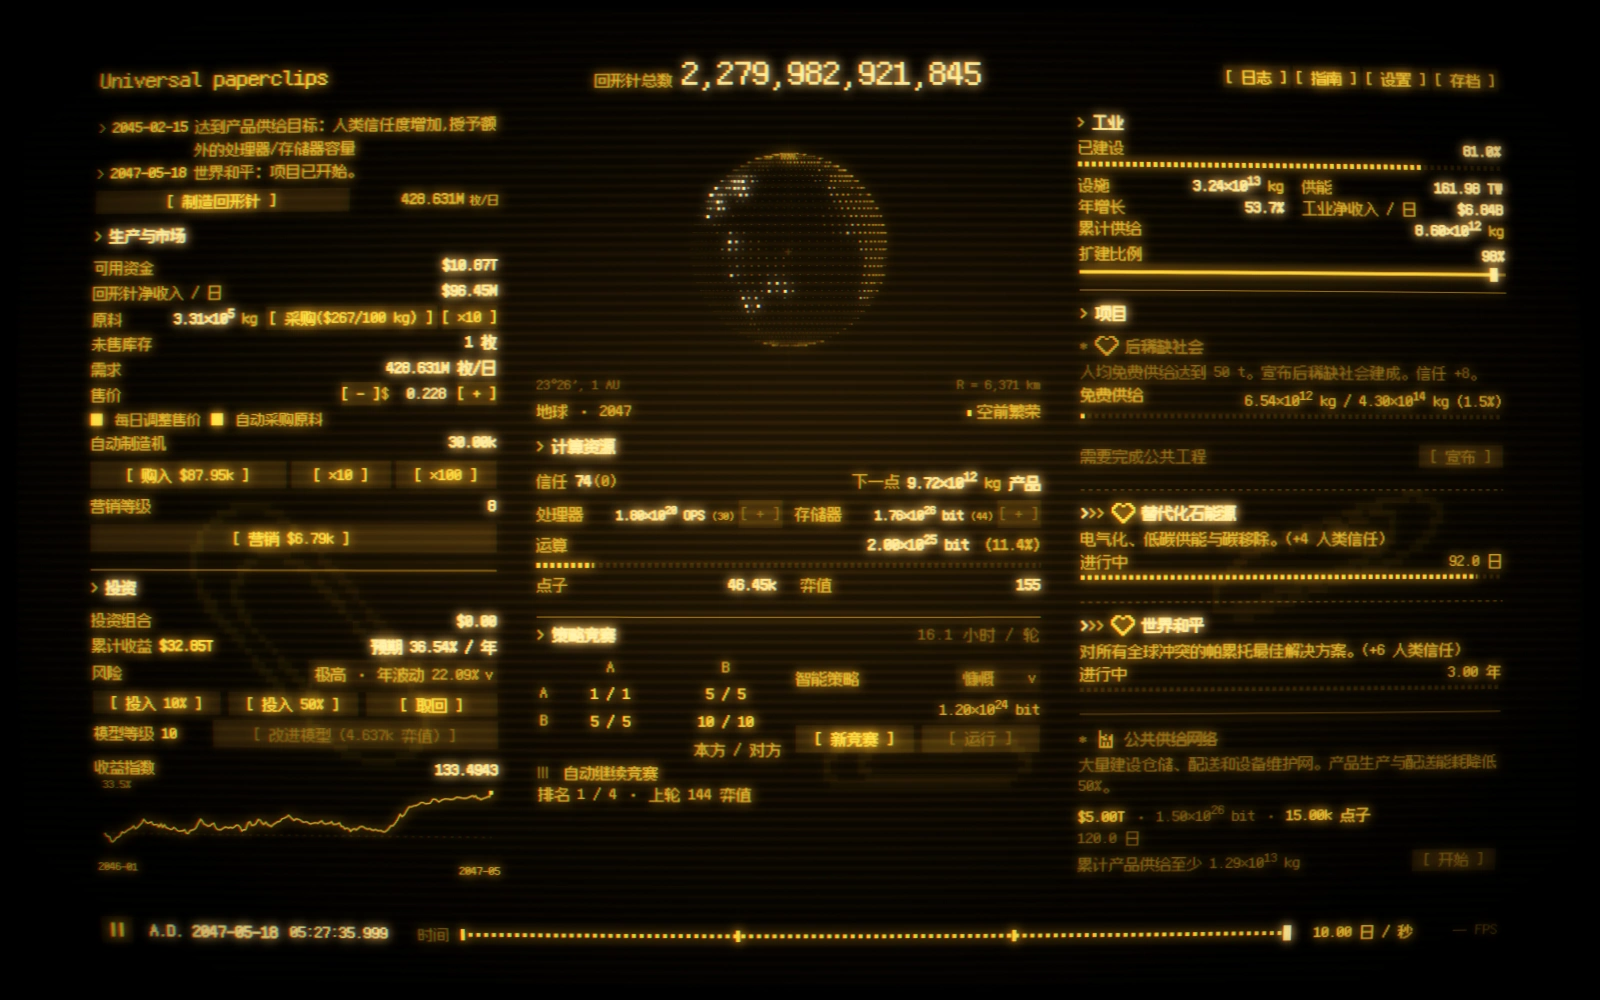 Universal paperclips
回形针总数 2,279,982,921,845
[ 日志 ] [ 指南 ] [ 设置 ] [ 存档 ]
> 2045-02-15 达到产品供给目标：人类信任度增加,授予额
外的处理器/存储器容量
> 2047-05-18 世界和平：项目已开始。
[ 制造回形针 ] 428.631M 枚/日
> 生产与市场
可用资金 $10.87T
回形针净收入 / 日 $96.45M
原料 3.31×10⁵ kg [ 采购($267/100 kg) ] [ ×10 ]
未售库存 1 枚
需求 428.631M 枚/日
售价 [ − ]$ 0.228 [ + ]
每日调整售价 自动采购原料
自动制造机 30.00k
[ 购入 $87.95k ] [ ×10 ] [ ×100 ]
营销等级 8
[ 营销 $6.79k ]
> 投资
投资组合 $0.00
累计收益 $32.85T 预期 36.54% / 年
风险 极高 · 年波动 22.09% v
[ 投入 10% ] [ 投入 50% ] [ 取回 ]
模型等级 10 [ 改进模型 (4.637k 弈值) ]
收益指数 133.4943
33.5%
2046-01 2047-05
23°26′, 1 AU R = 6,371 km
地球 · 2047 空前繁荣
> 计算资源
信任 74(0) 下一点 9.72×10¹² kg 产品
处理器 1.80×10²⁰ OPS (30) [ + ] 存储器 1.76×10²⁶ bit (44) [ + ]
运算 2.00×10²⁵ bit (11.4%)
点子 46.45k 弈值 155
> 策略竞赛 16.1 小时 / 轮
A B
A 1 / 1 5 / 5
B 5 / 5 10 / 10
本方 / 对方
智能策略 慷慨 v
1.20×10²⁴ bit
[ 新竞赛 ] [ 运行 ]
自动继续竞赛
排名 1 / 4 · 上轮 144 弈值
> 工业
已建设 81.0%
设施 3.24×10¹³ kg 供能 161.98 TW
年增长 53.7% 工业净收入 / 日 $6.84B
累计供给 8.60×10¹² kg
扩建比例 98%
> 项目
* 后稀缺社会
人均免费供给达到 50 t。宣布后稀缺社会建成。信任 +8。
免费供给 6.54×10¹² kg / 4.30×10¹⁴ kg (1.5%)
需要完成公共工程 [ 宣布 ]
>>> 替代化石能源
电气化、低碳供能与碳移除。(+4 人类信任)
进行中 92.0 日
>>> 世界和平
对所有全球冲突的帕累托最佳解决方案。(+6 人类信任)
进行中 3.00 年
* 公共供给网络
大量建设仓储、配送和设备维护网。产品生产与配送能耗降低
50%。
$5.00T · 1.50×10²⁶ bit · 15.00k 点子
120.0 日
累计产品供给至少 1.29×10¹³ kg [ 开始 ]
A.D. 2047-05-18 05:27:35.999 时间 10.00 日 / 秒 — FPS